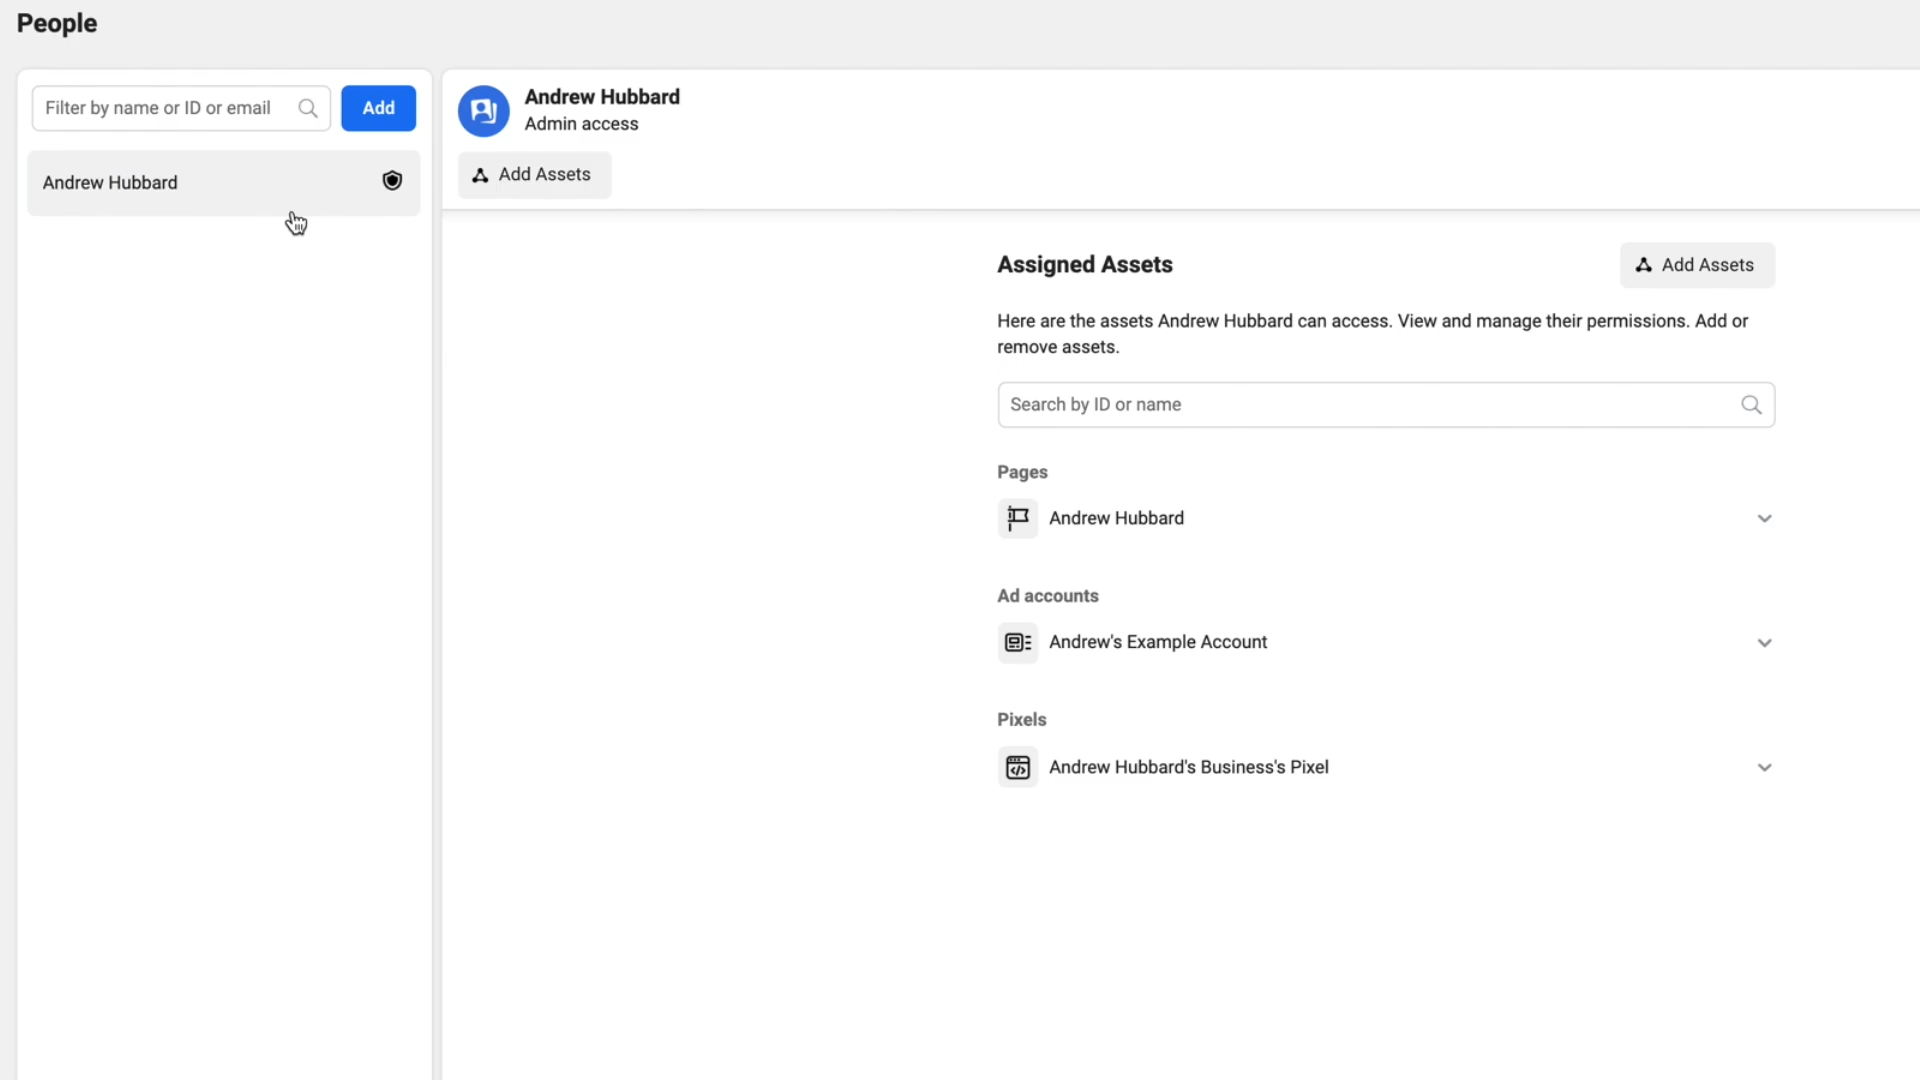 People
Filter by name or ID or email
Add
Andrew Hubbard
Andrew Hubbard
Admin access
Add Assets
Assigned Assets
Add Assets
Here are the assets Andrew Hubbard can access. View and manage their permissions. Add or
remove assets.
Search by ID or name
Pages
Andrew Hubbard
Ad accounts
Andrew's Example Account
Pixels
Andrew Hubbard's Business's Pixel